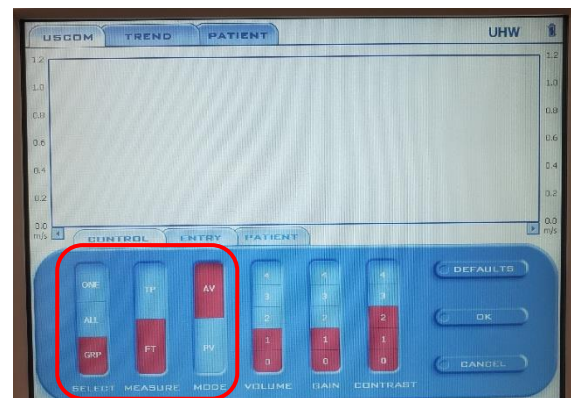 USCOM TREND PATIENT UHW
1.2 1.2
1.0 1.0
0.8 0.8
0.6 0.6
0.4 0.4
0.2 0.2
0.0 0.0
m/s m/s
CONTROL ENTRY PATIENT
ONE TP AV 4 4 4 DEFAULTS
3 3 3
ALL 2 2 2 OK
GRP FT PV 1 1 1
0 0 0 CANCEL
SELECT MEASURE MODE VOLUME GAIN CONTRAST